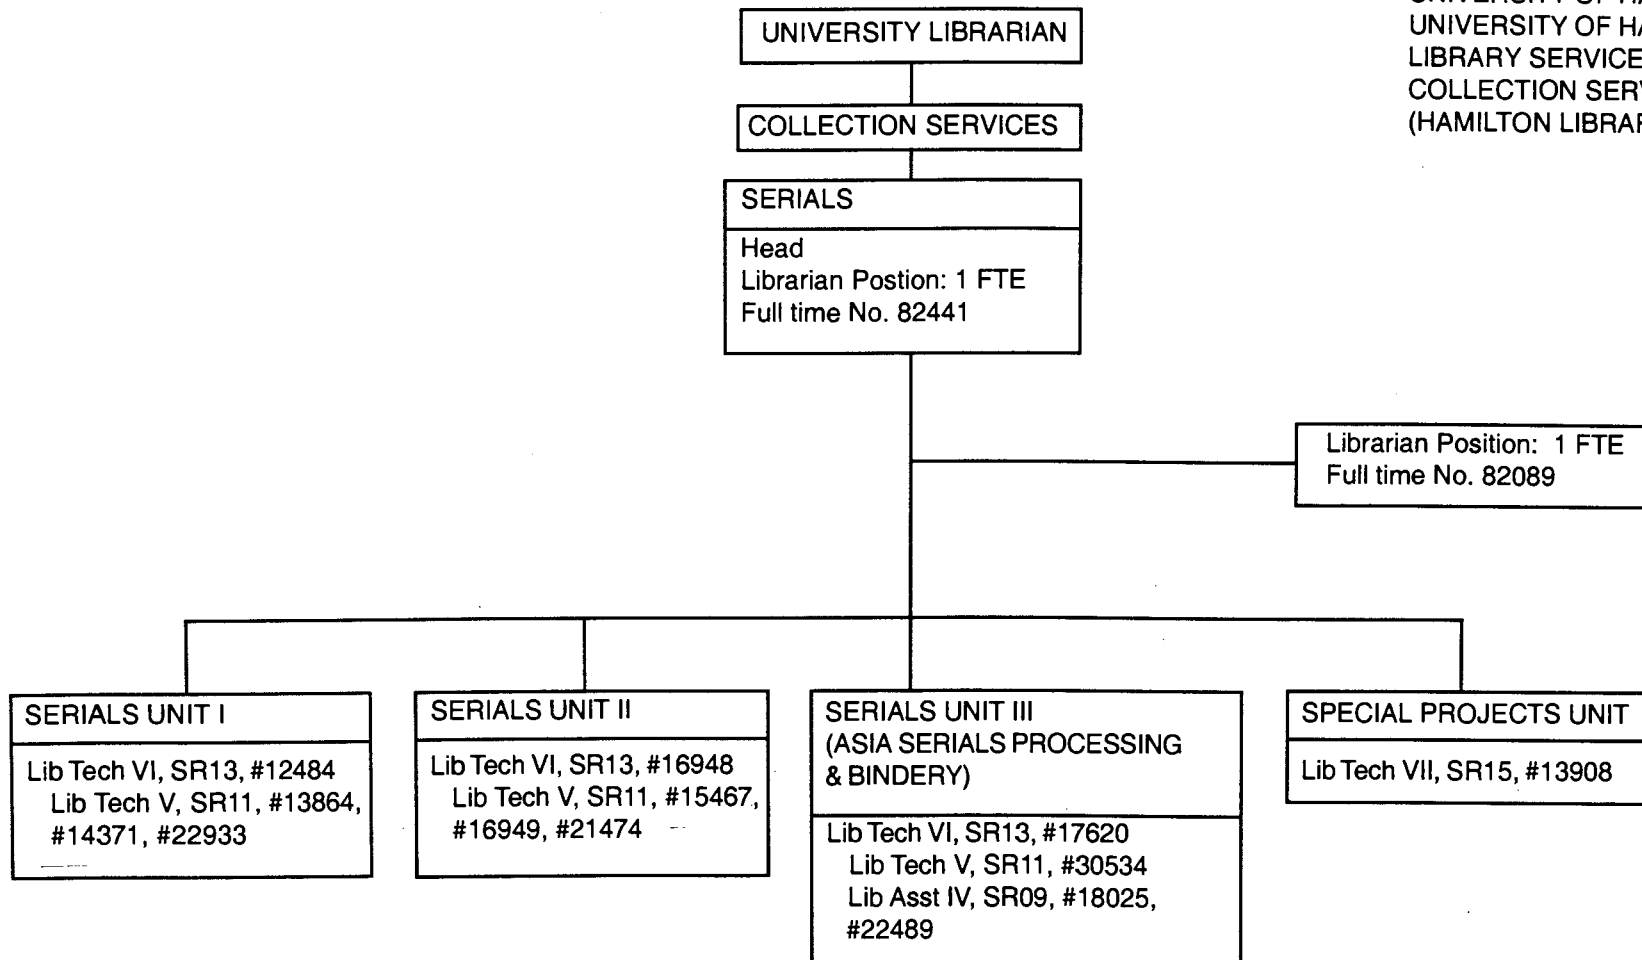 UNIVERSITY OF HA
LIBRARY SERVICE
COLLECTION SERV
(HAMILTON LIBRAR
UNIVERSITY LIBRARIAN
COLLECTION SERVICES
SERIALS
Head
Librarian Postion: 1 FTE
Full time No. 82441
Librarian Position: 1 FTE
Full time No. 82089
SERIALS UNIT I
Lib Tech VI, SR13, #12484
Lib Tech V, SR11, #13864,
#14371, #22933
SERIALS UNIT II
Lib Tech VI, SR13, #16948
Lib Tech V, SR11, #15467,
#16949, #21474
SERIALS UNIT III
(ASIA SERIALS PROCESSING
& BINDERY)
Lib Tech VI, SR13, #17620
Lib Tech V, SR11, #30534
Lib Asst IV, SR09, #18025,
#22489
SPECIAL PROJECTS UNIT
Lib Tech VII, SR15, #13908